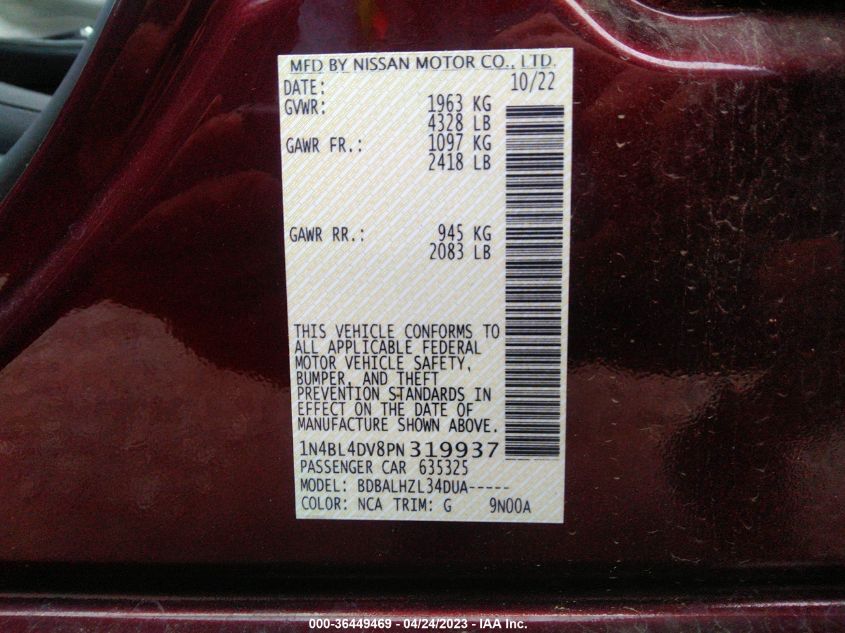 MFD BY NISSAN MOTOR CO., LTD.
DATE: 10/22
GVWR: 1963 KG
4328 LB
GAWR FR.: 1097 KG
2418 LB
GAWR RR.: 945 KG
2083 LB
THIS VEHICLE CONFORMS TO
ALL APPLICABLE FEDERAL
MOTOR VEHICLE SAFETY,
BUMPER, AND THEFT
PREVENTION STANDARDS IN
EFFECT ON THE DATE OF
MANUFACTURE SHOWN ABOVE.
1N4BL4DV8PN319937
PASSENGER CAR 635325
MODEL: BDBALHZL34DUA-----
COLOR: NCA TRIM: G 9N00A
000-36449469 - 04/24/2023 - IAA Inc.